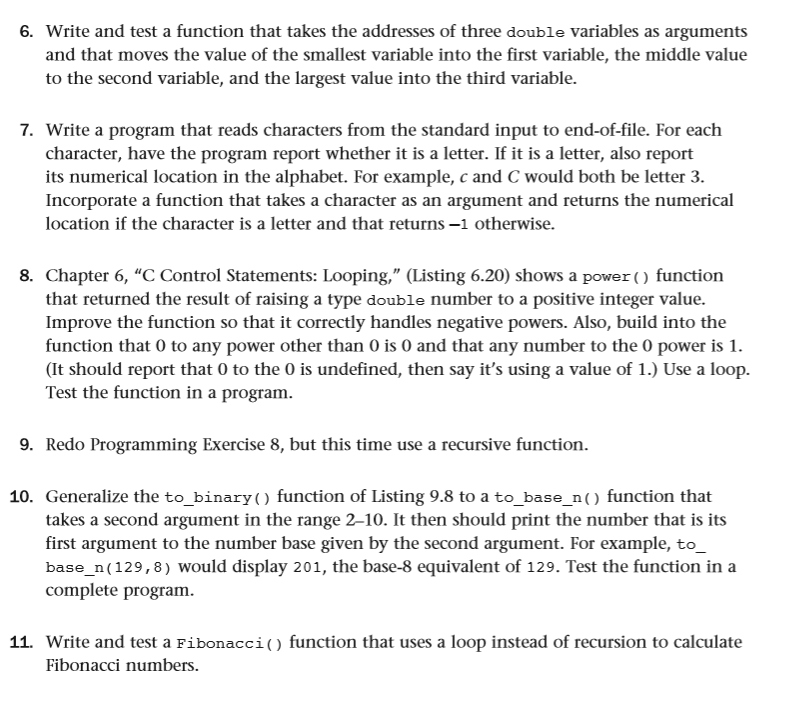 6. Write and test a function that takes the addresses of three double variables as arguments
and that moves the value of the smallest variable into the first variable, the middle value
to the second variable, and the largest value into the third variable.
7. Write a program that reads characters from the standard input to end-of-file. For each
character, have the program report whether it is a letter. If it is a letter, also report
its numerical location in the alphabet. For example, c and C would both be letter 3.
Incorporate a function that takes a character as an argument and returns the numerical
location if the character is a letter and that returns –1 otherwise.
8. Chapter 6, “C Control Statements: Looping,” (Listing 6.20) shows a power() function
that returned the result of raising a type double number to a positive integer value.
Improve the function so that it correctly handles negative powers. Also, build into the
function that 0 to any power other than 0 is 0 and that any number to the 0 power is 1.
(It should report that 0 to the 0 is undefined, then say it’s using a value of 1.) Use a loop.
Test the function in a program.
9. Redo Programming Exercise 8, but this time use a recursive function.
10. Generalize the to_binary() function of Listing 9.8 to a to_base_n() function that
takes a second argument in the range 2–10. It then should print the number that is its
first argument to the number base given by the second argument. For example, to_
base_n(129,8) would display 201, the base-8 equivalent of 129. Test the function in a
complete program.
11. Write and test a Fibonacci() function that uses a loop instead of recursion to calculate
Fibonacci numbers.